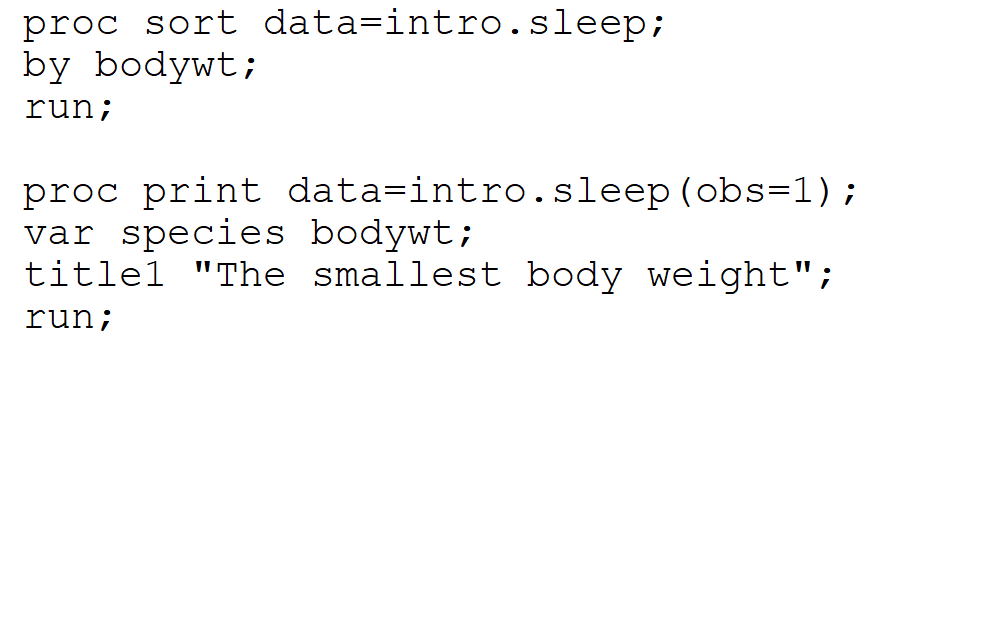 proc sort data=intro.sleep;
by bodywt;
run;
proc print data=intro.sleep(obs=1);
var species bodywt;
title1 "The smallest body weight";
run;